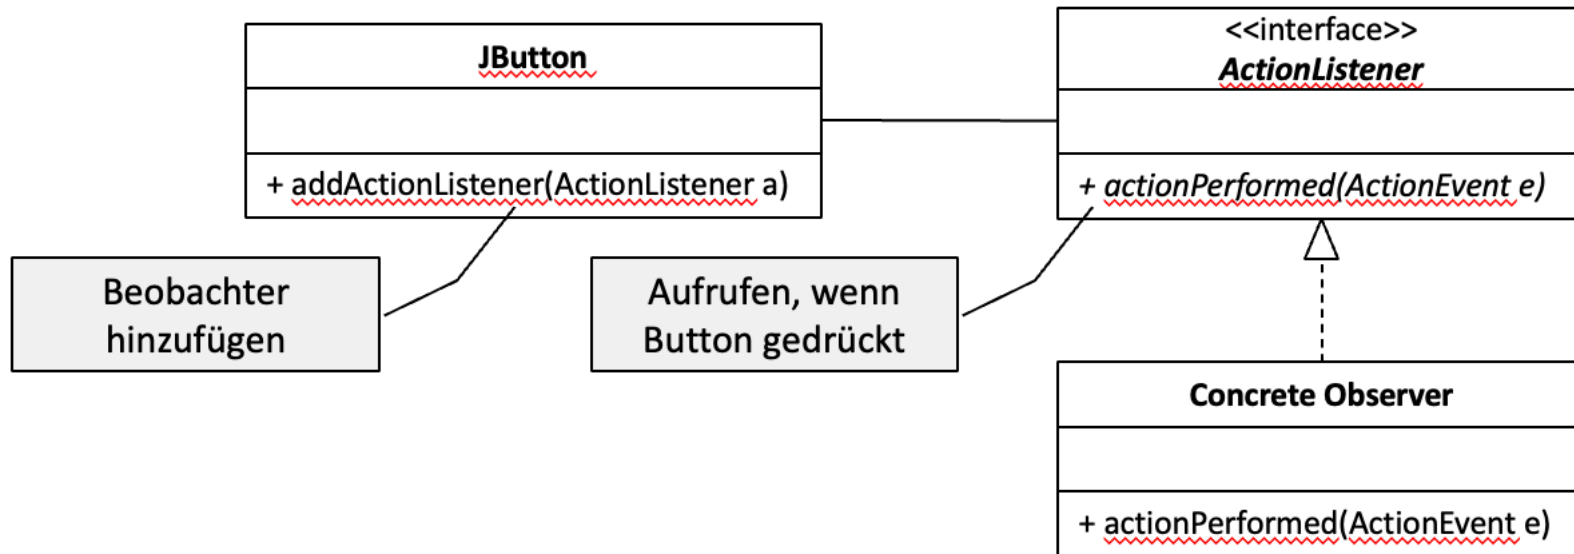 JButton
+ addActionListener(ActionListener a)
<<interface>>
ActionListener
+ actionPerformed(ActionEvent e)
Beobachter
hinzufügen
Aufrufen, wenn
Button gedrückt
Concrete Observer
+ actionPerformed(ActionEvent e)